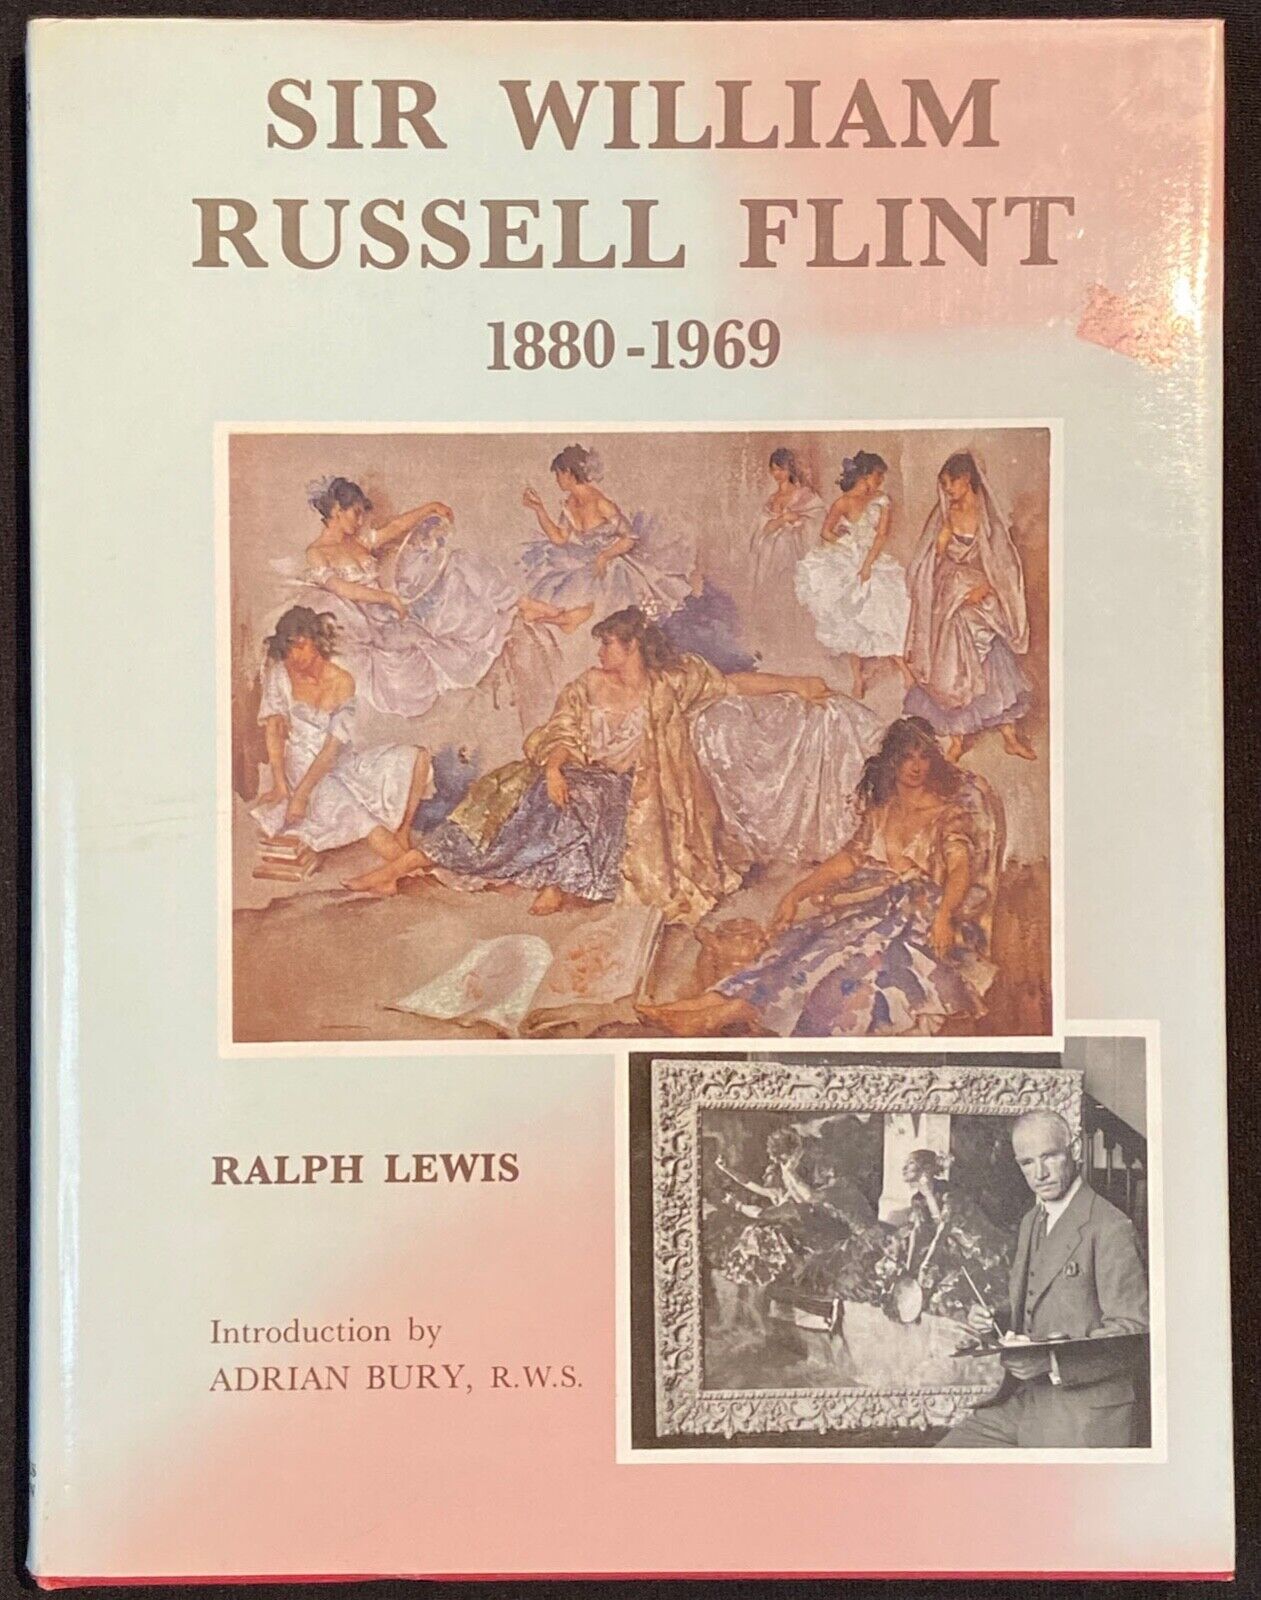 SIR WILLIAM
RUSSELL FLINT
1880-1969
RALPH LEWIS
Introduction by
ADRIAN BURY, R.W.S.